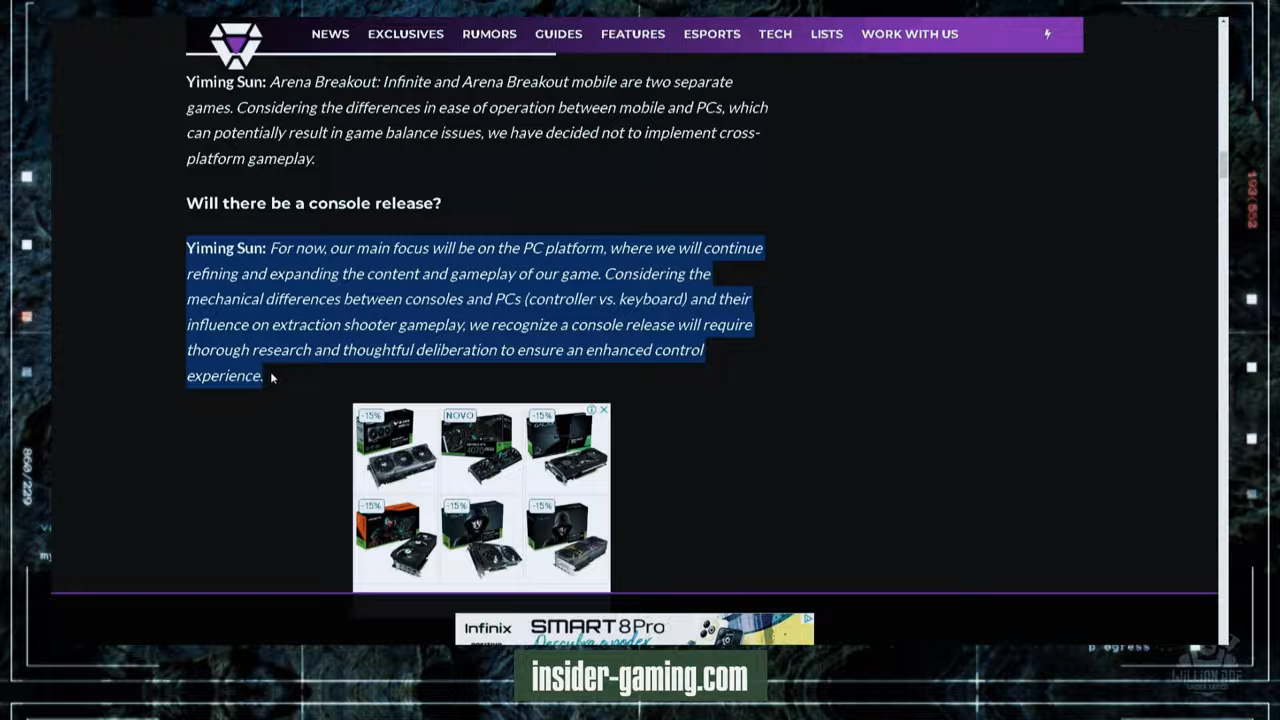 NEWS EXCLUSIVES RUMORS GUIDES FEATURES ESPORTS TECH LISTS WORK WITH US
Yiming Sun: Arena Breakout: Infinite and Arena Breakout mobile are two separate
games. Considering the differences in ease of operation between mobile and PCs, which
can potentially result in game balance issues, we have decided not to implement cross-
platform gameplay.
Will there be a console release?
Yiming Sun: For now, our main focus will be on the PC platform, where we will continue
refining and expanding the content and gameplay of our game. Considering the
mechanical differences between consoles and PCs (controller vs. keyboard) and their
influence on extraction shooter gameplay, we recognize a console release will require
thorough research and thoughtful deliberation to ensure an enhanced control
experience.
-15% NOVO -15%
-15% -15% -15%
Infinix SMART 8Pro
insider-gaming.com
193(552
860/229